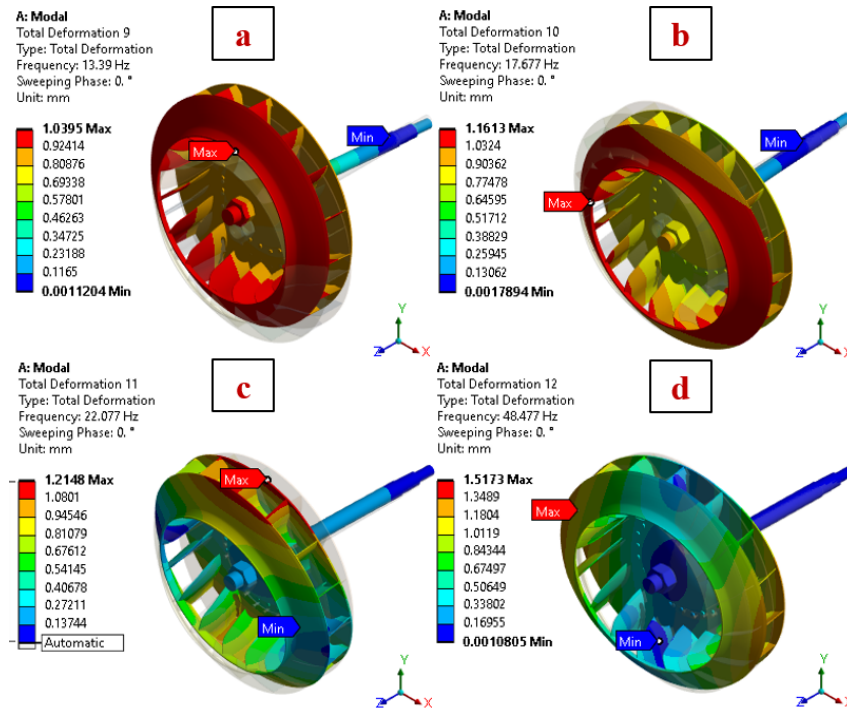 a
A: Modal
Total Deformation 9
Type: Total Deformation
Frequency: 13.39 Hz
Sweeping Phase: 0. °
Unit: mm
1.0395 Max
0.92414
0.80876
0.69338
0.57801
0.46263
0.34725
0.23188
0.1165
0.0011204 Min
Max
Min
Y
Z
X
b
A: Modal
Total Deformation 10
Type: Total Deformation
Frequency: 17.677 Hz
Sweeping Phase: 0. °
Unit: mm
1.1613 Max
1.0324
0.90362
0.77478
0.64595
0.51712
0.38829
0.25945
0.13062
0.0017894 Min
Max
Min
Y
Z
X
c
A: Modal
Total Deformation 11
Type: Total Deformation
Frequency: 22.077 Hz
Sweeping Phase: 0. °
Unit: mm
1.2148 Max
1.0801
0.94546
0.81079
0.67612
0.54145
0.40678
0.27211
0.13744
Automatic
Max
Min
Y
Z
X
d
A: Modal
Total Deformation 12
Type: Total Deformation
Frequency: 48.477 Hz
Sweeping Phase: 0. °
Unit: mm
1.5173 Max
1.3489
1.1804
1.0119
0.84344
0.67497
0.50649
0.33802
0.16955
0.0010805 Min
Max
Min
Y
Z
X